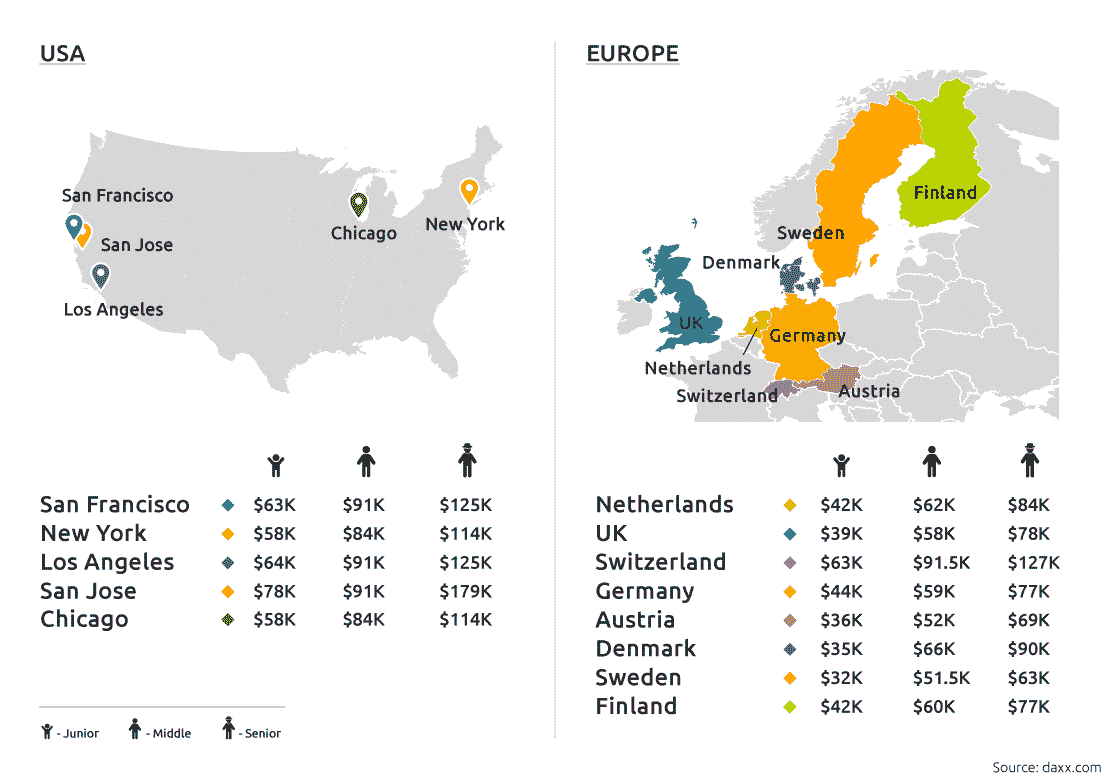 USA
San Francisco
San Jose
Los Angeles
Chicago
New York
San Francisco $63K $91K $125K
New York $58K $84K $114K
Los Angeles $64K $91K $125K
San Jose $78K $91K $179K
Chicago $58K $84K $114K
- Junior - Middle - Senior
EUROPE
Finland
Sweden
Denmark
UK
Germany
Netherlands
Switzerland
Austria
Netherlands $42K $62K $84K
UK $39K $58K $78K
Switzerland $63K $91.5K $127K
Germany $44K $59K $77K
Austria $36K $52K $69K
Denmark $35K $66K $90K
Sweden $32K $51.5K $63K
Finland $42K $60K $77K
Source: daxx.com